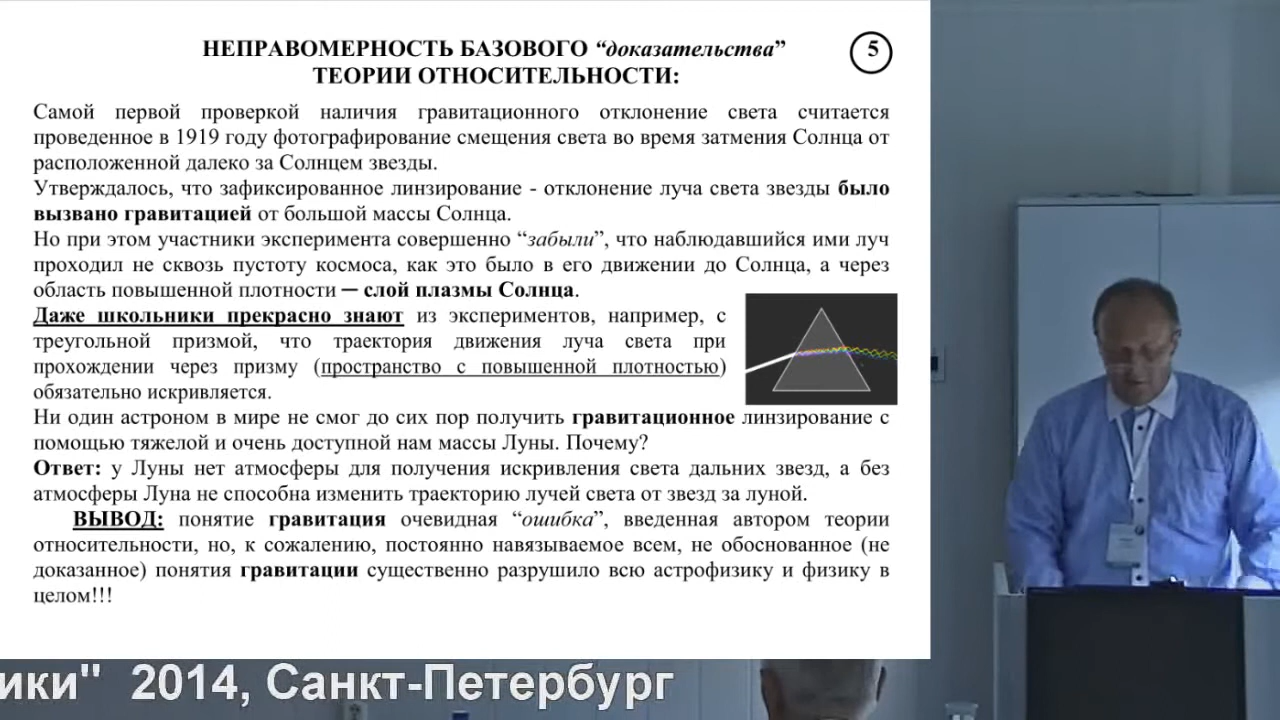 НЕПРАВОМЕРНОСТЬ БАЗОВОГО “доказательства”
ТЕОРИИ ОТНОСИТЕЛЬНОСТИ:
5
Самой первой проверкой наличия гравитационного отклонение света считается
проведенное в 1919 году фотографирование смещения света во время затмения Солнца от
расположенной далеко за Солнцем звезды.
Утверждалось, что зафиксированное линзирование - отклонение луча света звезды было
вызвано гравитацией от большой массы Солнца.
Но при этом участники эксперимента совершенно “забыли”, что наблюдавшийся ими луч
проходил не сквозь пустоту космоса, как это было в его движении до Солнца, а через
область повышенной плотности ─ слой плазмы Солнца.
Даже школьники прекрасно знают из экспериментов, например, с
треугольной призмой, что траектория движения луча света при
прохождении через призму (пространство с повышенной плотностью)
обязательно искривляется.
Ни один астроном в мире не смог до сих пор получить гравитационное линзирование с
помощью тяжелой и очень доступной нам массы Луны. Почему?
Ответ: у Луны нет атмосферы для получения искривления света дальних звезд, а без
атмосферы Луна не способна изменить траекторию лучей света от звезд за луной.
ВЫВОД: понятие гравитация очевидная “ошибка”, введенная автором теории
относительности, но, к сожалению, постоянно навязываемое всем, не обоснованное (не
доказанное) понятия гравитации существенно разрушило всю астрофизику и физику в
целом!!!
ики" 2014, Санкт-Петербург